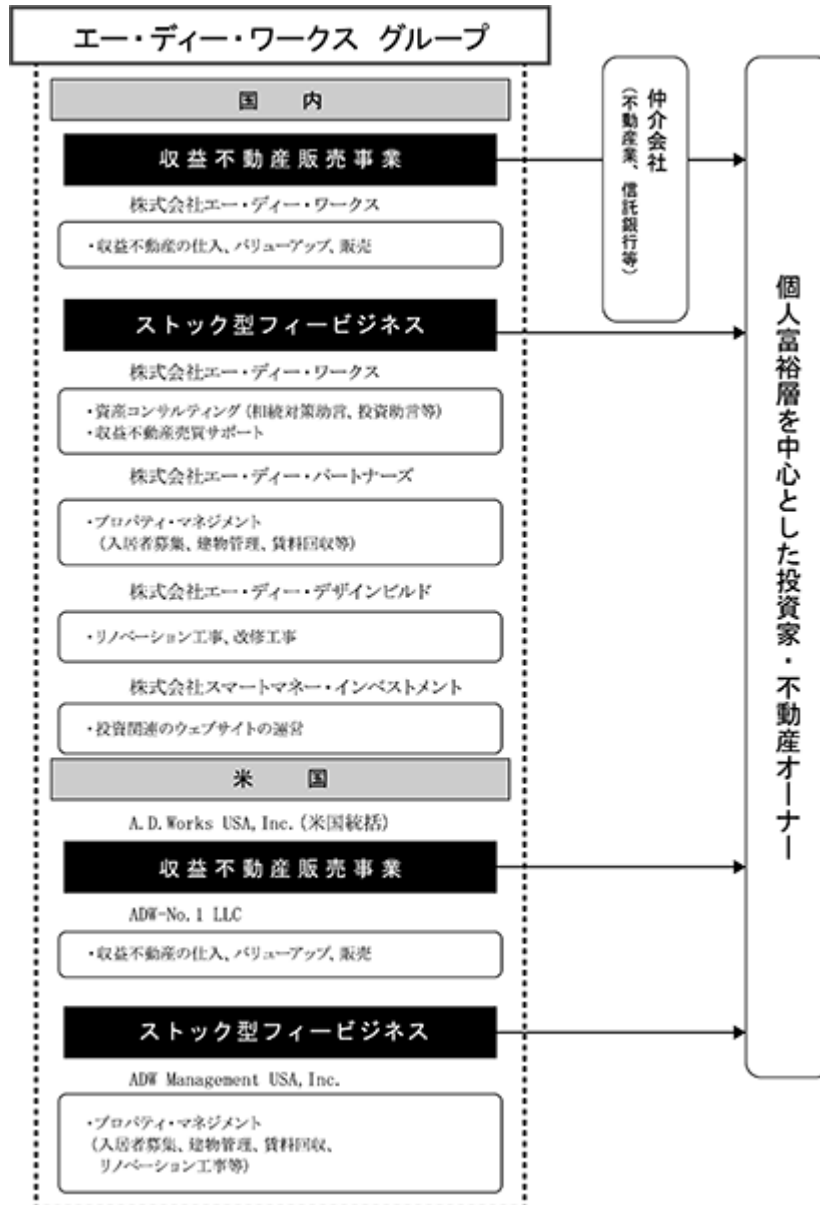 エー・ディー・ワークス グループ
国 内
収益不動産販売事業
株式会社エー・ディー・ワークス
・収益不動産の仕入、バリューアップ、販売
ストック型フィービジネス
株式会社エー・ディー・ワークス
・資産コンサルティング（相続対策助言、投資助言等）
・収益不動産売買サポート
株式会社エー・ディー・パートナーズ
・プロパティ・マネジメント
（入居者募集、建物管理、賃料回収等）
株式会社エー・ディー・デザインビルド
・リノベーション工事、改修工事
株式会社スマートマネー・インベストメント
・投資関連のウェブサイトの運営
米 国
A.D.Works USA,Inc.（米国統括）
収益不動産販売事業
ADW-No.1 LLC
・収益不動産の仕入、バリューアップ、販売
ストック型フィービジネス
ADW Management USA,Inc.
・プロパティ・マネジメント
（入居者募集、建物管理、賃料回収、
リノベーション工事等）
仲介会社
（不動産業、信託銀行等）
個人富裕層を中心とした投資家・不動産オーナー